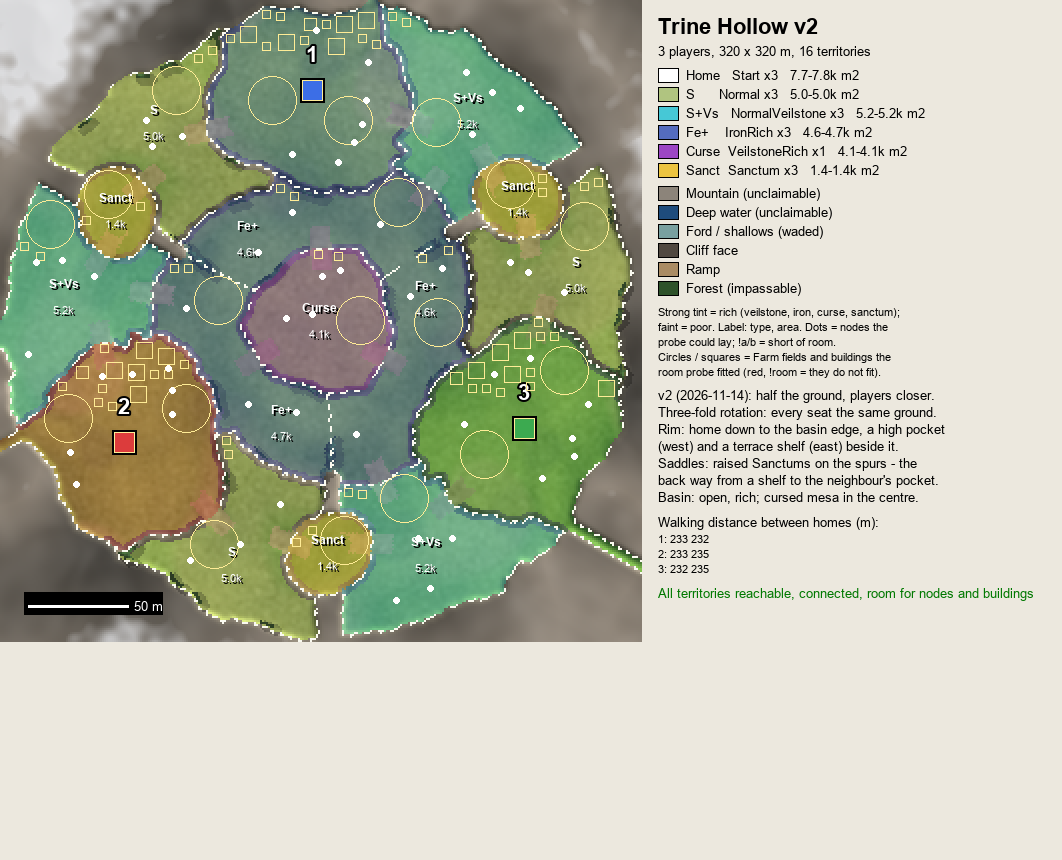 Trine Hollow v2
3 players, 320 x 320 m, 16 territories
Home Start x3 7.7-7.8k m2
S Normal x3 5.0-5.0k m2
S+Vs NormalVeilstone x3 5.2-5.2k m2
Fe+ IronRich x3 4.6-4.7k m2
Curse VeilstoneRich x1 4.1-4.1k m2
Sanct Sanctum x3 1.4-1.4k m2
Mountain (unclaimable)
Deep water (unclaimable)
Ford / shallows (waded)
Cliff face
Ramp
Forest (impassable)
Strong tint = rich (veilstone, iron, curse, sanctum);
faint = poor. Label: type, area. Dots = nodes the
probe could lay; !a/b = short of room.
Circles / squares = Farm fields and buildings the
room probe fitted (red, !room = they do not fit).
v2 (2026-11-14): half the ground, players closer.
Three-fold rotation: every seat the same ground.
Rim: home down to the basin edge, a high pocket
(west) and a terrace shelf (east) beside it.
Saddles: raised Sanctums on the spurs - the
back way from a shelf to the neighbour's pocket.
Basin: open, rich; cursed mesa in the centre.
Walking distance between homes (m):
1: 233 232
2: 233 235
3: 232 235
All territories reachable, connected, room for nodes and buildings
1
S
5.0k
S+Vs
5.2k
Sanct
1.4k
Sanct
1.4k
Fe+
4.6k
S
5.0k
S+Vs
5.2k
Fe+
4.6k
Curse
4.1k
2
3
Fe+
4.7k
S
5.0k
Sanct
1.4k
S+Vs
5.2k
50 m